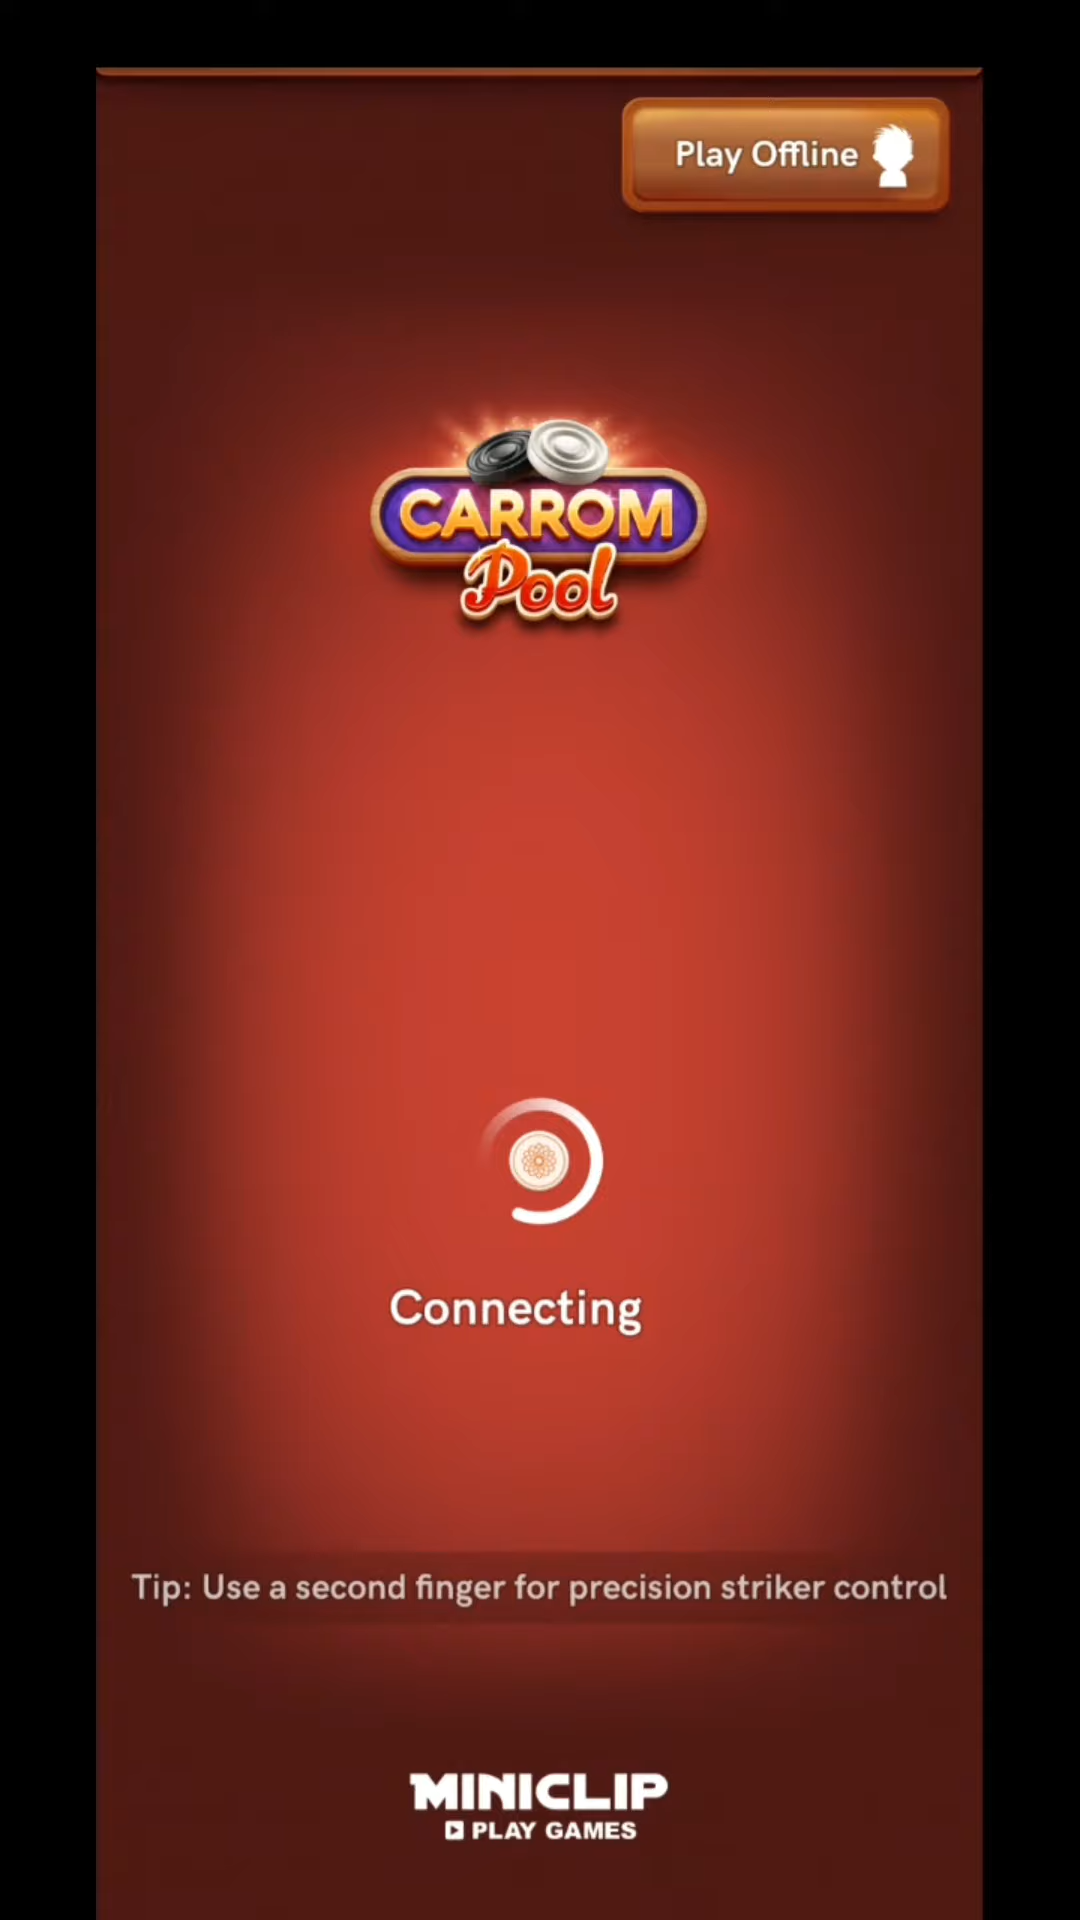 Play Offline
CARROM
Pool
Connecting
Tip: Use a second finger for precision striker control
MINICLIP
PLAY GAMES